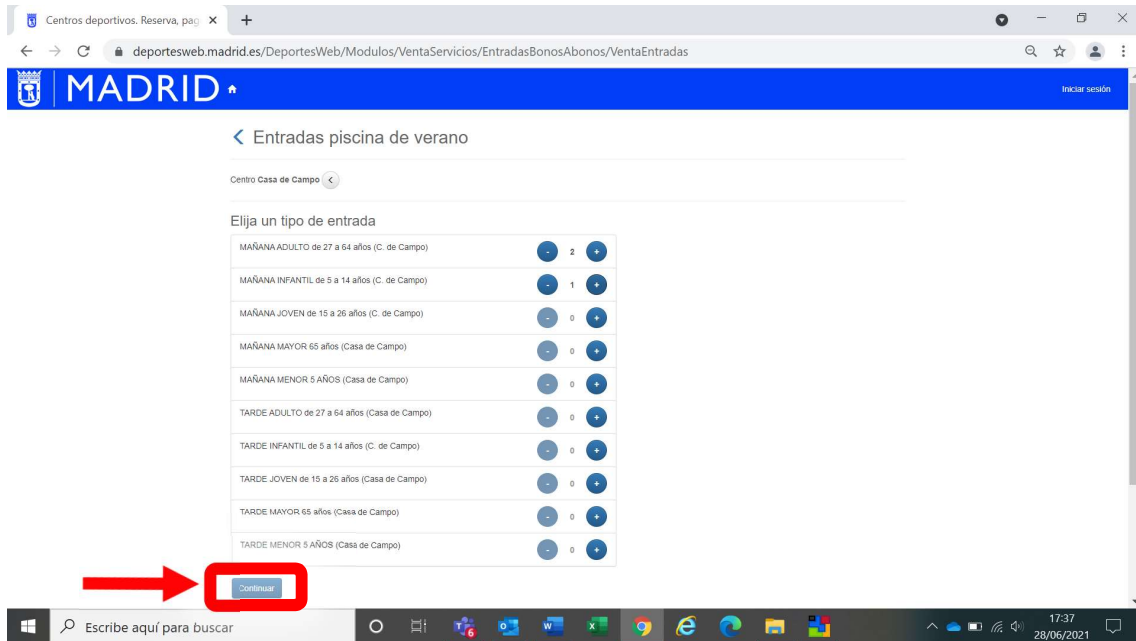 Centros deportivos. Reserva, pag
deportesweb.madrid.es/DeportesWeb/Modulos/VentaServicios/EntradasBonosAbonos/VentaEntradas
MADRID
Iniciar sesión
Entradas piscina de verano
Centro Casa de Campo
Elija un tipo de entrada
MAÑANA ADULTO de 27 a 64 años (C. de Campo) - 2 +
MAÑANA INFANTIL de 5 a 14 años (C. de Campo) - 1 +
MAÑANA JOVEN de 15 a 26 años (C. de Campo) - 0 +
MAÑANA MAYOR 65 años (Casa de Campo) - 0 +
MAÑANA MENOR 5 AÑOS (Casa de Campo) - 0 +
TARDE ADULTO de 27 a 64 años (Casa de Campo) - 0 +
TARDE INFANTIL de 5 a 14 años (C. de Campo) - 0 +
TARDE JOVEN de 15 a 26 años (Casa de Campo) - 0 +
TARDE MAYOR 65 años (Casa de Campo) - 0 +
TARDE MENOR 5 AÑOS (Casa de Campo) - 0 +
Continuar
Escribe aquí para buscar
17:37
28/06/2021